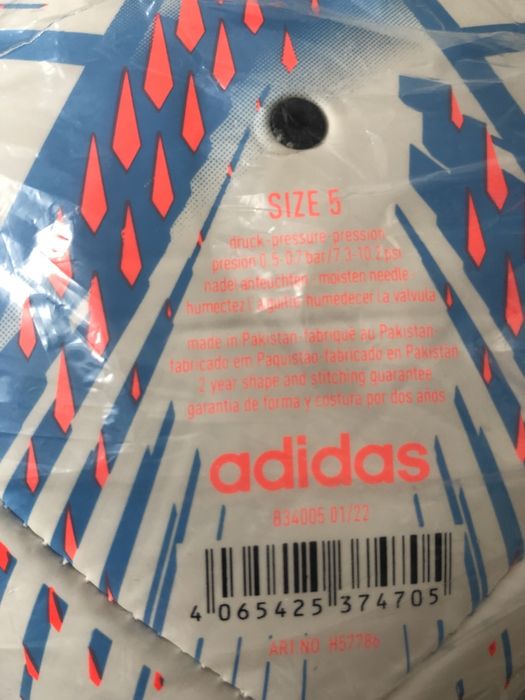 SIZE 5
druck-pressure-pression
presion 0,5-0,7 bar/7.3-10.2 psi
nadel anfeuchten - moisten needle
humectez l'aguille humedecer la valvula
made in Pakistan-fabriqué au Pakistan-
fabricado em Paquistão-fabricado en Pakistan
2 year shape and stitching guarantee
garantia de forma y costura por dos años
adidas
834005 01/22
4 065425 374705
ART.NO. H57786